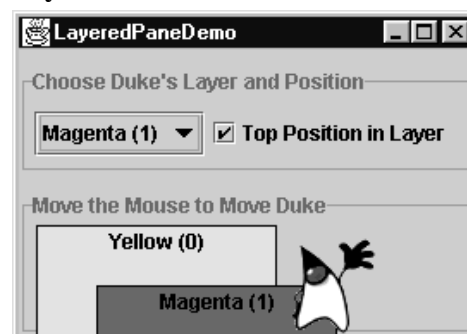 LayeredPaneDemo
Choose Duke's Layer and Position
Magenta (1) Top Position in Layer
Move the Mouse to Move Duke
Yellow (0)
Magenta (1)